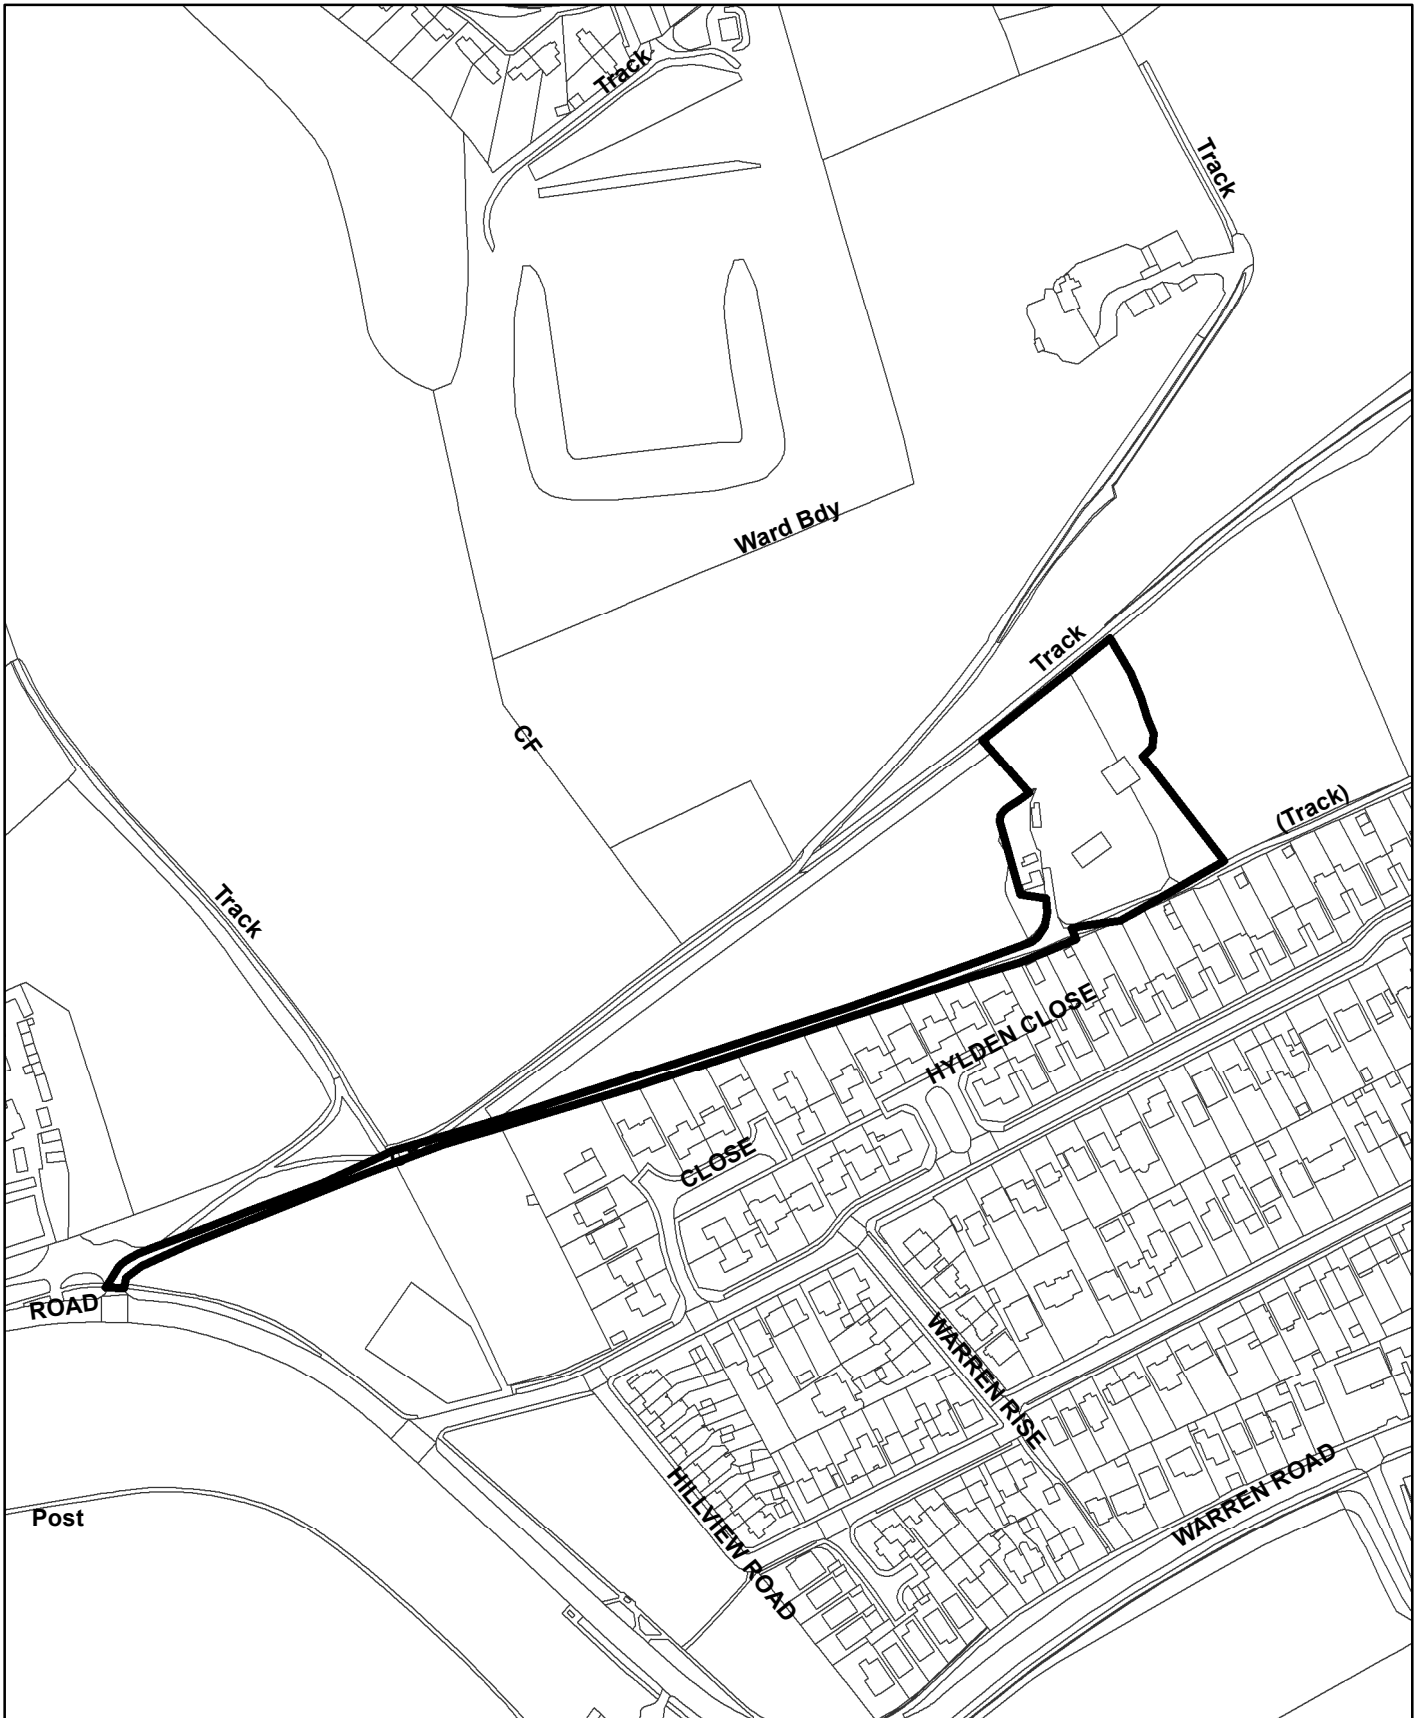 Track
Track
Ward Bdy
Track
CF
(Track)
Track
HYLDEN CLOSE
CLOSE
ROAD
WARREN RISE
WARREN ROAD
HILLVIEW ROAD
Post